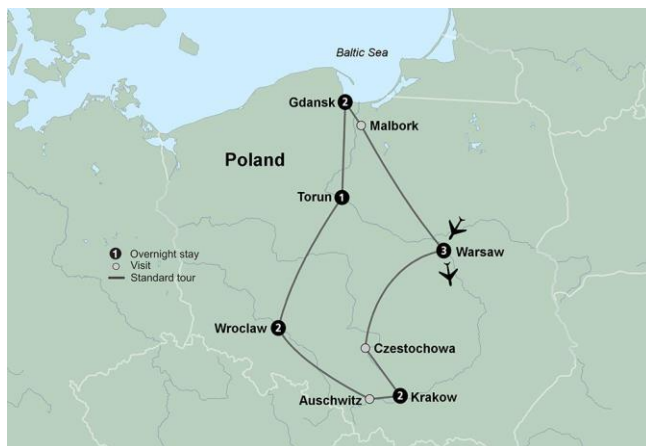 Baltic Sea
Gdansk 2
Malbork
Poland
Torun 1
1 Overnight stay
Visit
Standard tour
3 Warsaw
Wroclaw 2
Czestochowa
Auschwitz
2 Krakow